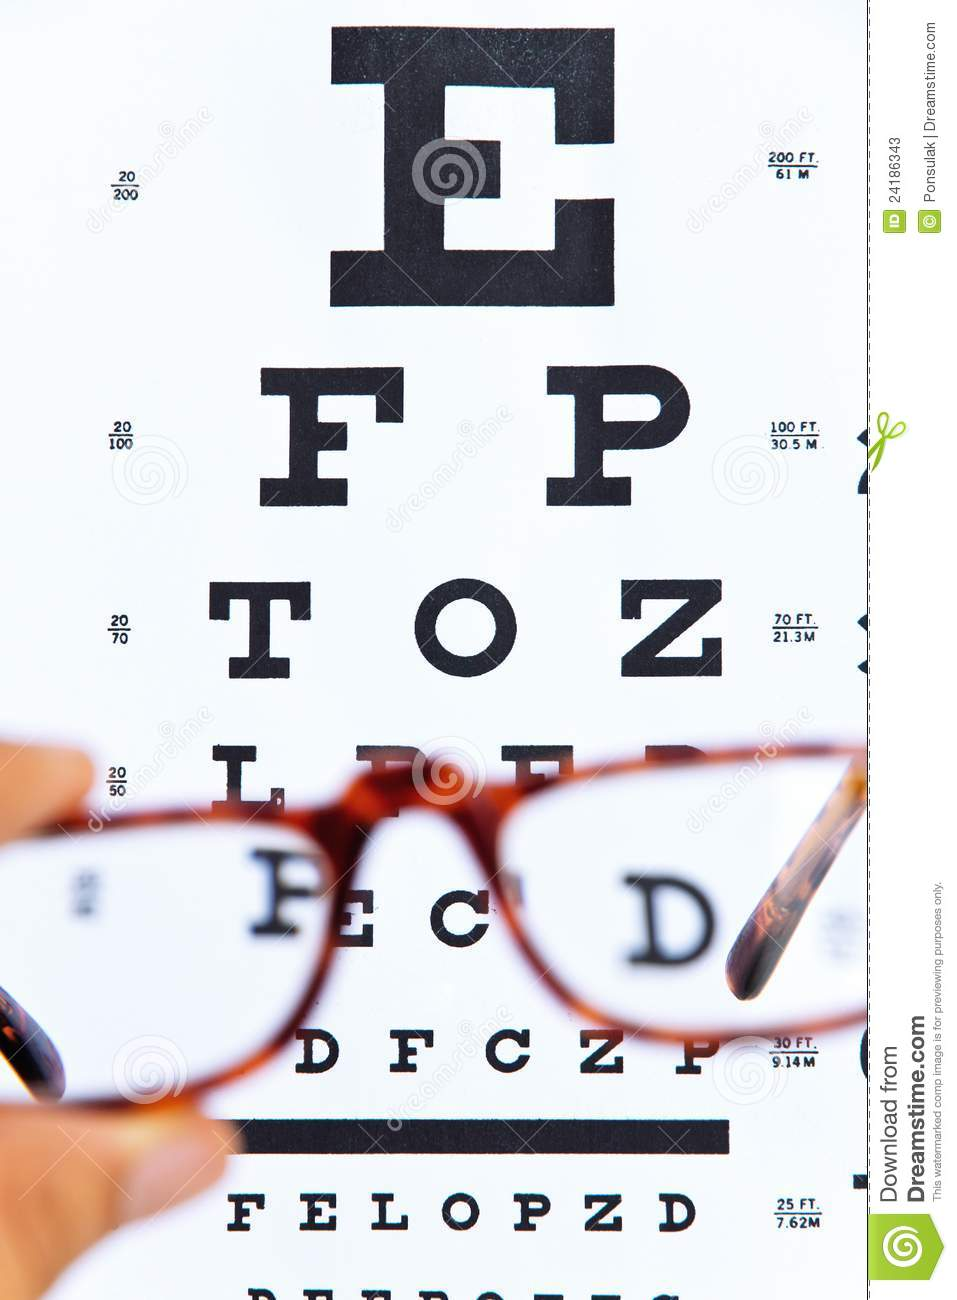 E
20
200
200 FT.
61 M
F P
20
100
100 FT.
30.5 M
T O Z
20
70
70 FT.
21.3 M
L P E D
20
50
P
E C
D
D F C Z P
30 FT.
9.14 M
F E L O P Z D
25 FT.
7.62M
ID 24186343
© Ponsulak | Dreamstime.com
Download from
Dreamstime.com
This watermarked comp image is for previewing purposes only.